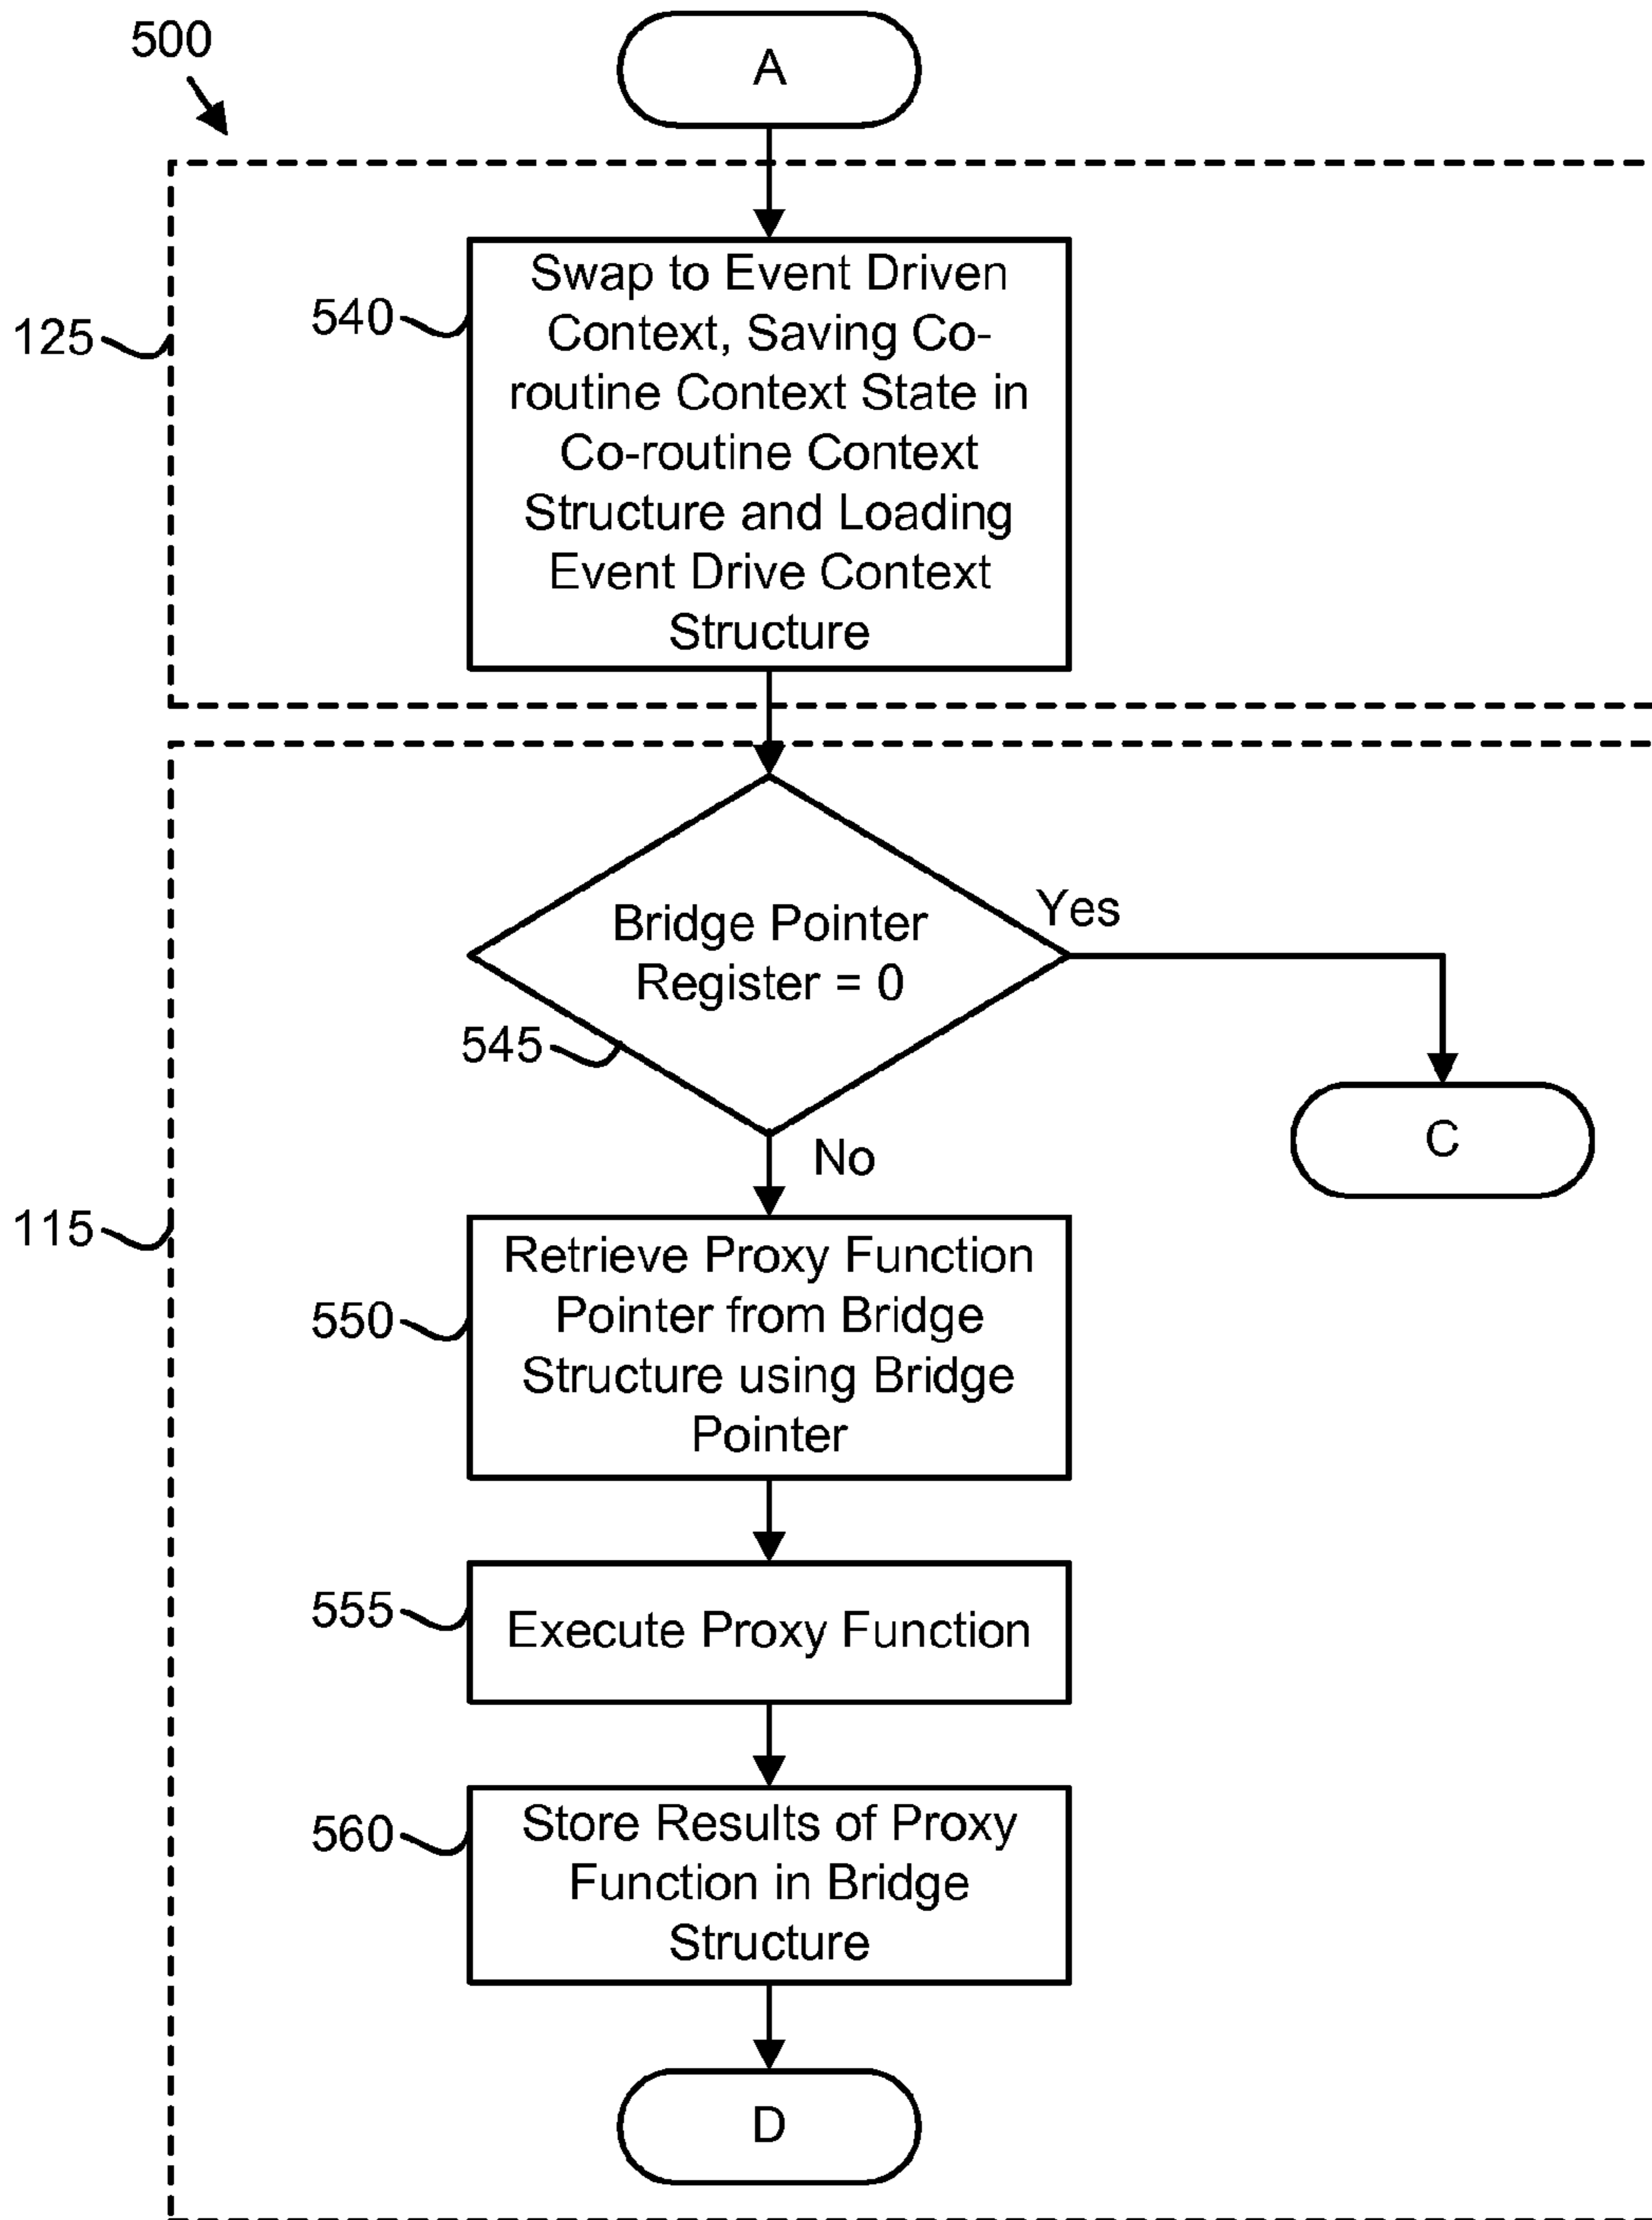 500
A
540
125
Swap to Event Driven
Context, Saving Co-
routine Context State in
Co-routine Context
Structure and Loading
Event Drive Context
Structure
Bridge Pointer
Register = 0
Yes
545
No
C
115
550
Retrieve Proxy Function
Pointer from Bridge
Structure using Bridge
Pointer
555
Execute Proxy Function
560
Store Results of Proxy
Function in Bridge
Structure
D